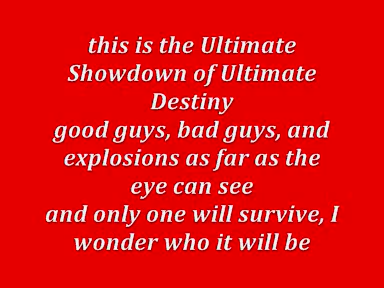 this is the Ultimate
Showdown of Ultimate
Destiny
good guys, bad guys, and
explosions as far as the
eye can see
and only one will survive, I
wonder who it will be